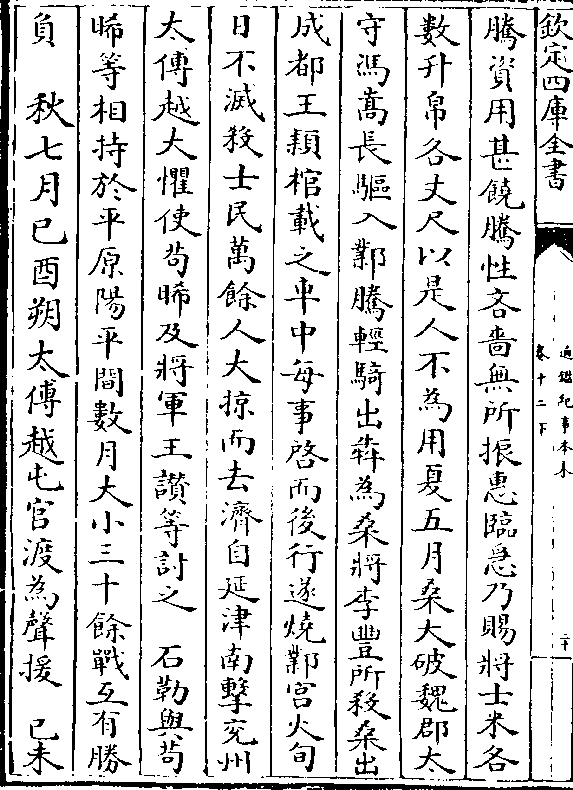 欽定四庫全書
通鑑紀事本末
卷十二下
騰資用甚饒騰性吝嗇無所振惠臨急乃賜將士米各
數升帛各丈尺以是人不為用夏五月桒大破魏郡太
守馮嵩長驅入鄴騰輕騎出犇為桒將李豐所殺桒出
成都王穎棺載之車中每事啓而後行遂燒鄴宫火旬
日不滅殺士民萬餘人大掠而去濟自延津南擊兖州
太傅越大懼使茍晞及將軍王讃等討之　石勒與茍
晞等相持於平原陽平間數月大小三十餘戰互有勝
負　秋七月已酉朔太傅越屯官渡為聲援　已未